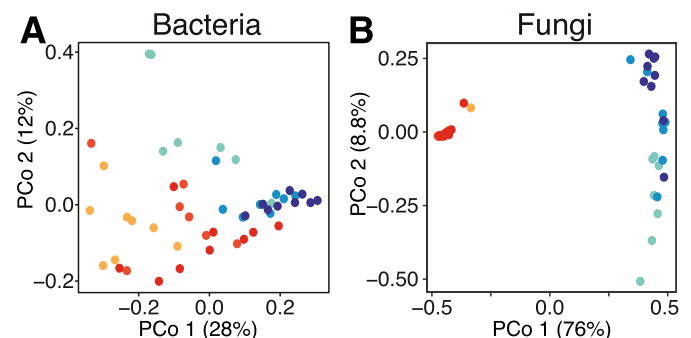 A Bacteria
PCo 2 (12%)
0.4
0.2
0.0
−0.2
−0.2 0.0 0.2
PCo 1 (28%)
B Fungi
PCo 2 (8.8%)
0.25
0.00
−0.25
−0.50
−0.5 0.0 0.5
PCo 1 (76%)